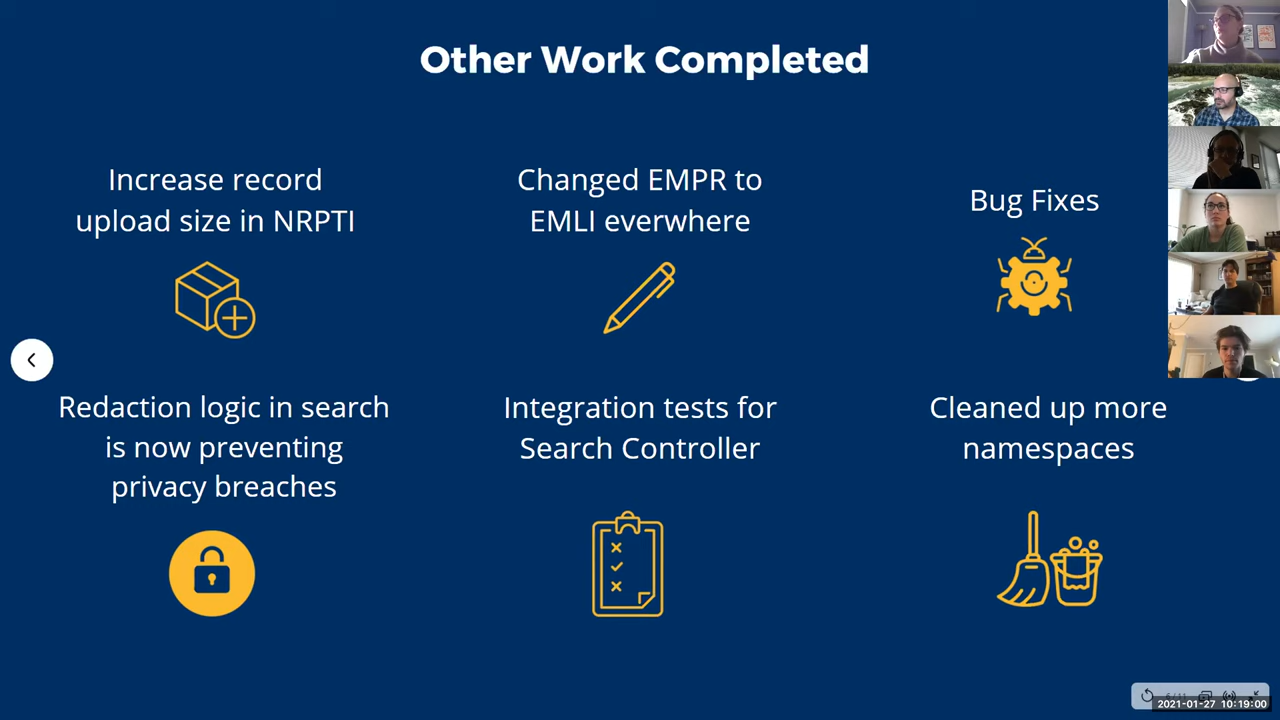 Other Work Completed
Increase record
upload size in NRPTI
Changed EMPR to
EMLI everwhere
Bug Fixes
Redaction logic in search
is now preventing
privacy breaches
Integration tests for
Search Controller
Cleaned up more
namespaces
2021-01-27 10:19:00